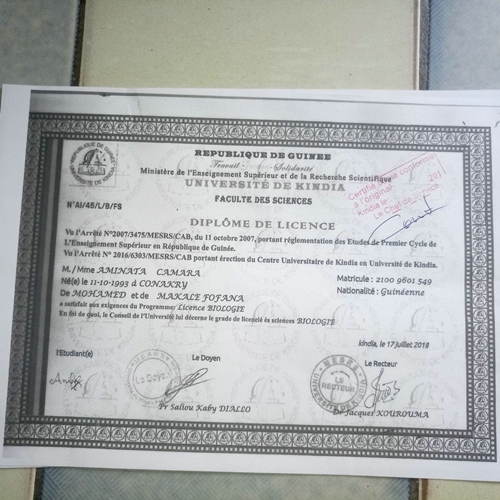 REPUBLIQUE DE GUINEE
Travail - Solidarité
Ministère de l'Enseignement Supérieur et de la Recherche Scientifique
UNIVERSITÉ DE KINDIA
FACULTE DES SCIENCES
Certifié conforme
à l'original
Kindia le 201
Le Chef de Service
N°AI/45/L/B/FS
DIPLÔME DE LICENCE
Vu l'Arrêté N°2007/3475/MESRS/CAB, du 11 octobre 2007, portant réglementation des Etudes de Premier Cycle de
L'Enseignement Supérieur en République de Guinée.
Vu l'Arrêté N° 2016/6303/MESRS/CAB portant érection du Centre Universitaire de Kindia en Université de Kindia.
M. / Mme AMINATA CAMARA
Matricule : 2100 9601 549
Né(e) le 11-10-1993 à CONAKRY
Nationalité : Guinéenne
De MOHAMED et de MAKALE FOFANA
a satisfait aux exigences du Programme: Licence BIOLOGIE
En foi de quoi, le Conseil de l'Université lui décerne le grade de licencié ès sciences BIOLOGIE
kindia, le 17 juillet 2018
L'Etudiant(e)
Le Doyen
Le Recteur
Le Doyen
LE RECTEUR
Pr Sallou Kaby DIALLO
Dr Jacques KOUROUMA